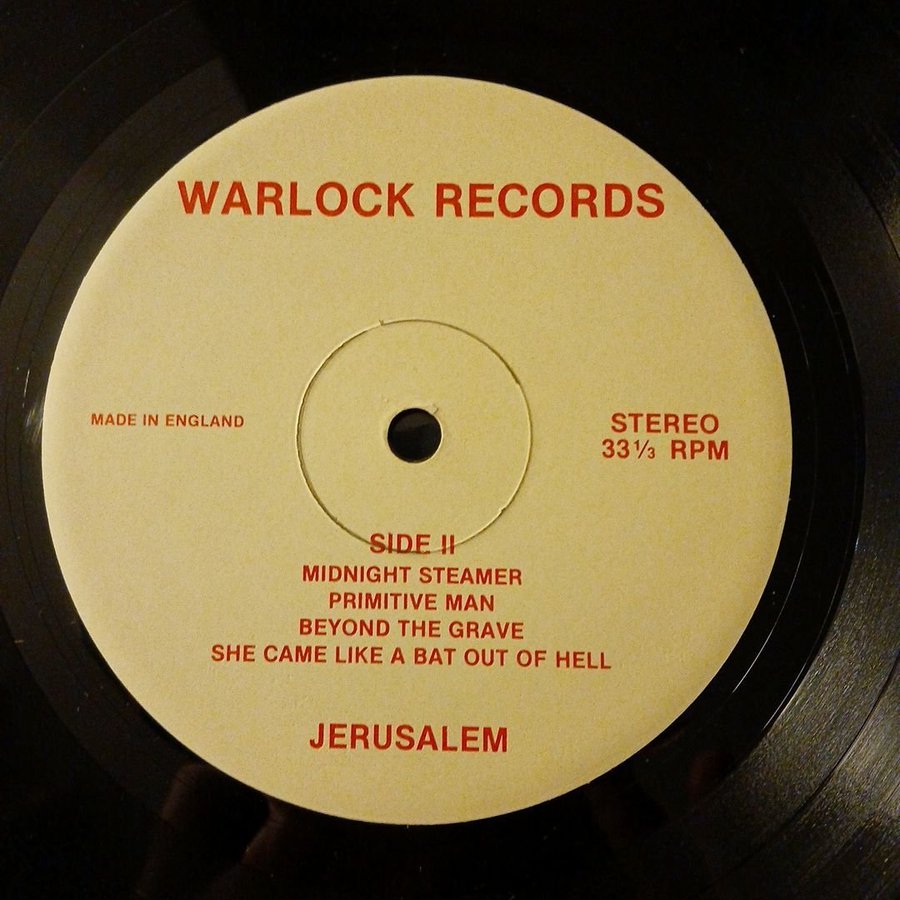 WARLOCK RECORDS
MADE IN ENGLAND
STEREO
33⅓ RPM
SIDE II
MIDNIGHT STEAMER
PRIMITIVE MAN
BEYOND THE GRAVE
SHE CAME LIKE A BAT OUT OF HELL
JERUSALEM